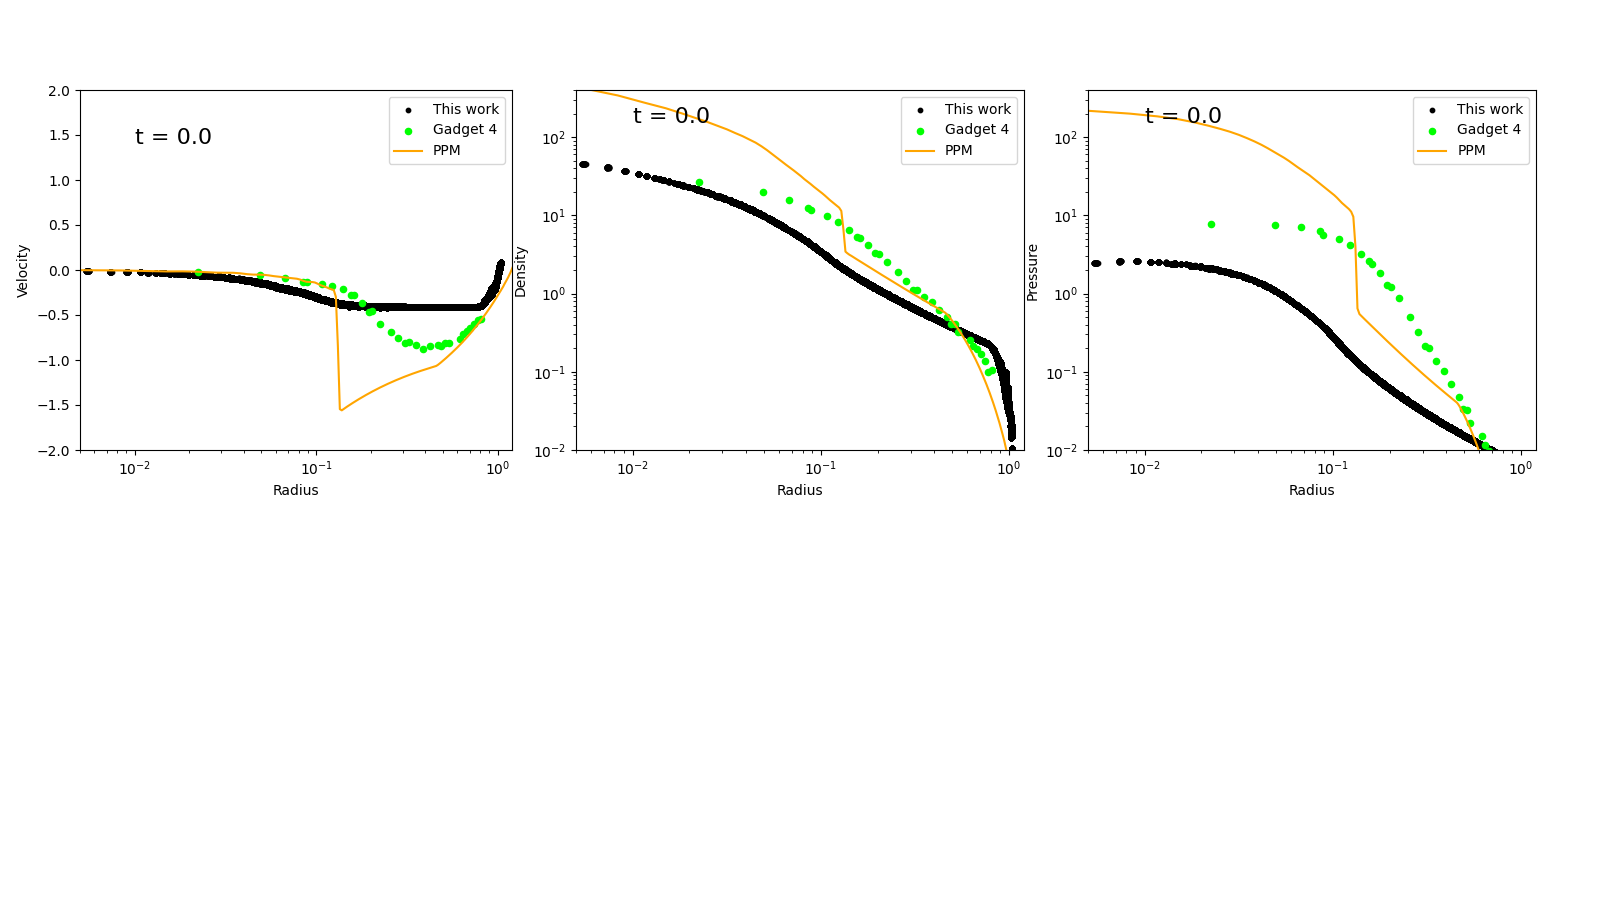 2.0
1.5
1.0
0.5
0.0
−0.5
−1.0
−1.5
−2.0
Velocity
t = 0.0
This work
Gadget 4
PPM
10⁻²
10⁻¹
10⁰
Radius
10²
10¹
10⁰
10⁻¹
10⁻²
Density
t = 0.0
This work
Gadget 4
PPM
10⁻²
10⁻¹
10⁰
Radius
10²
10¹
10⁰
10⁻¹
10⁻²
Pressure
t = 0.0
This work
Gadget 4
PPM
10⁻²
10⁻¹
10⁰
Radius